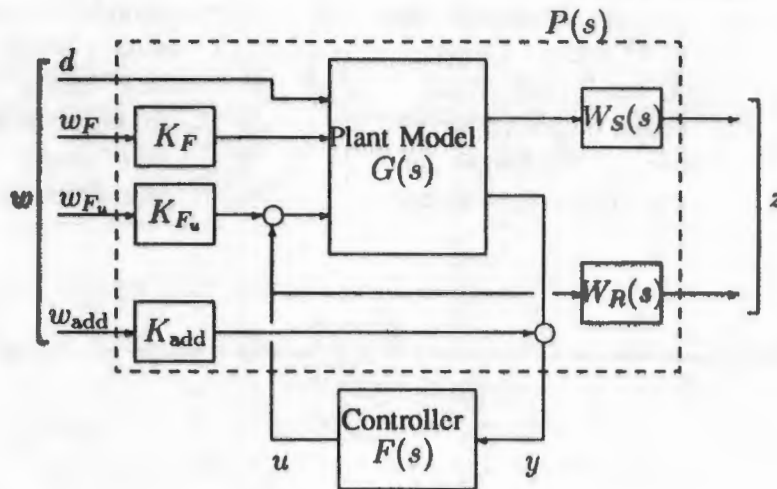 P(s)
d
w_F
K_F
Plant Model
G(s)
W_S(s)
w
w_{F_u}
K_{F_u}
z
W_R(s)
w_add
K_add
Controller
F(s)
u
y